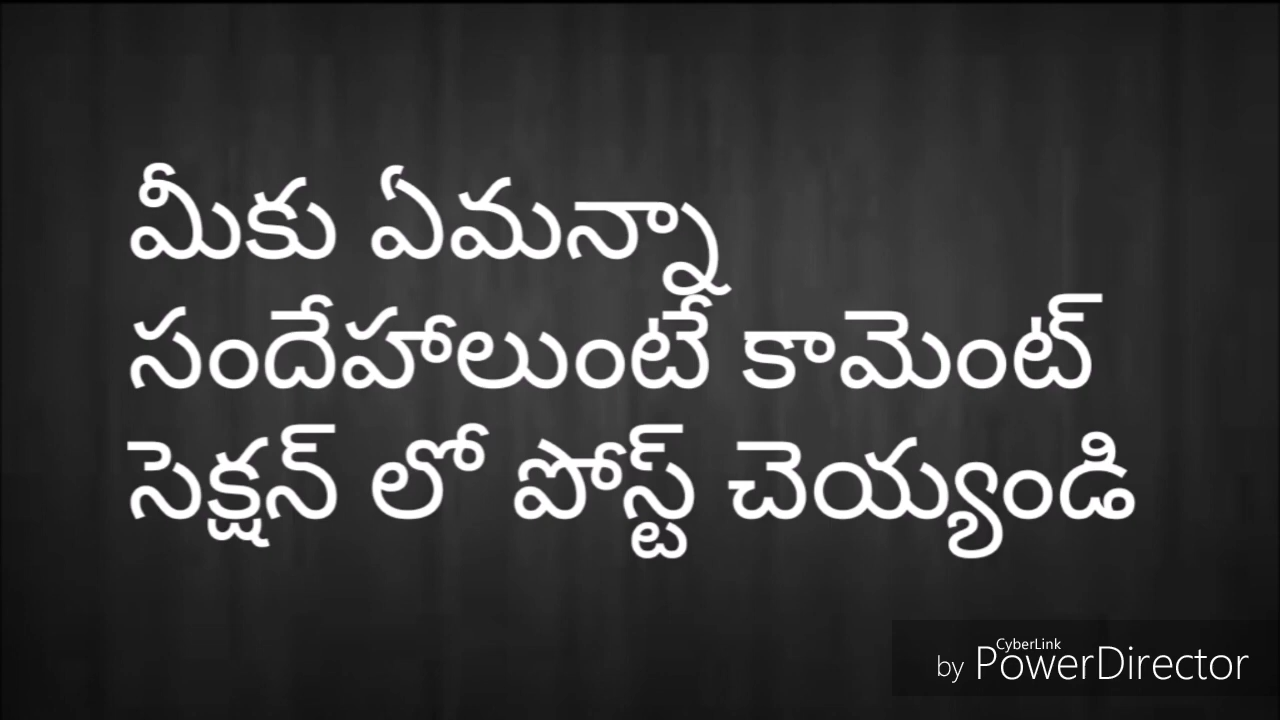 మీకు ఏమన్నా
సందేహాలుంటే కామెంట్
సెక్షన్ లో పోస్ట్ చెయ్యండి
CyberLink
by PowerDirector